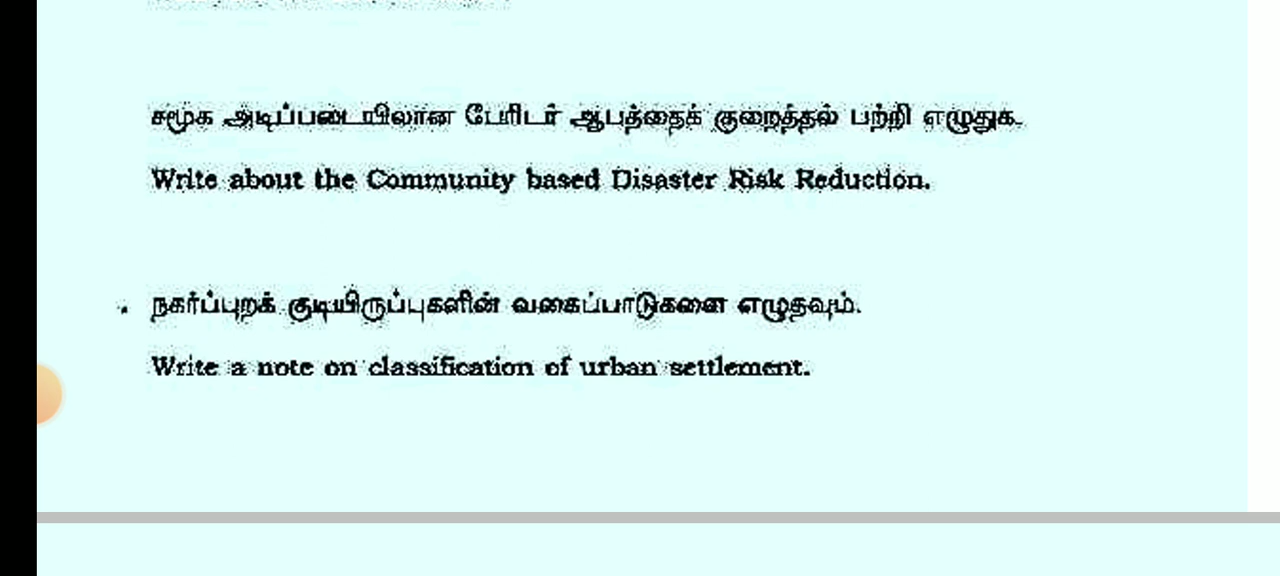 சமூக அடிப்படையிலான பேரிடர் ஆபத்தைக் குறைத்தல் பற்றி எழுதுக.
Write about the Community based Disaster Risk Reduction.
நகர்ப்புறக் குடியிருப்புகளின் வகைப்பாடுகளை எழுதவும்.
Write a note on classification of urban settlement.